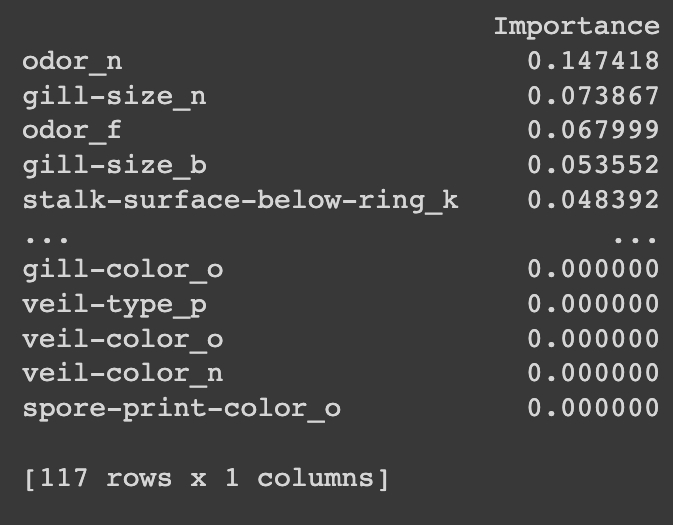 Importance
odor_n 0.147418
gill-size_n 0.073867
odor_f 0.067999
gill-size_b 0.053552
stalk-surface-below-ring_k 0.048392
... ...
gill-color_o 0.000000
veil-type_p 0.000000
veil-color_o 0.000000
veil-color_n 0.000000
spore-print-color_o 0.000000
[117 rows x 1 columns]